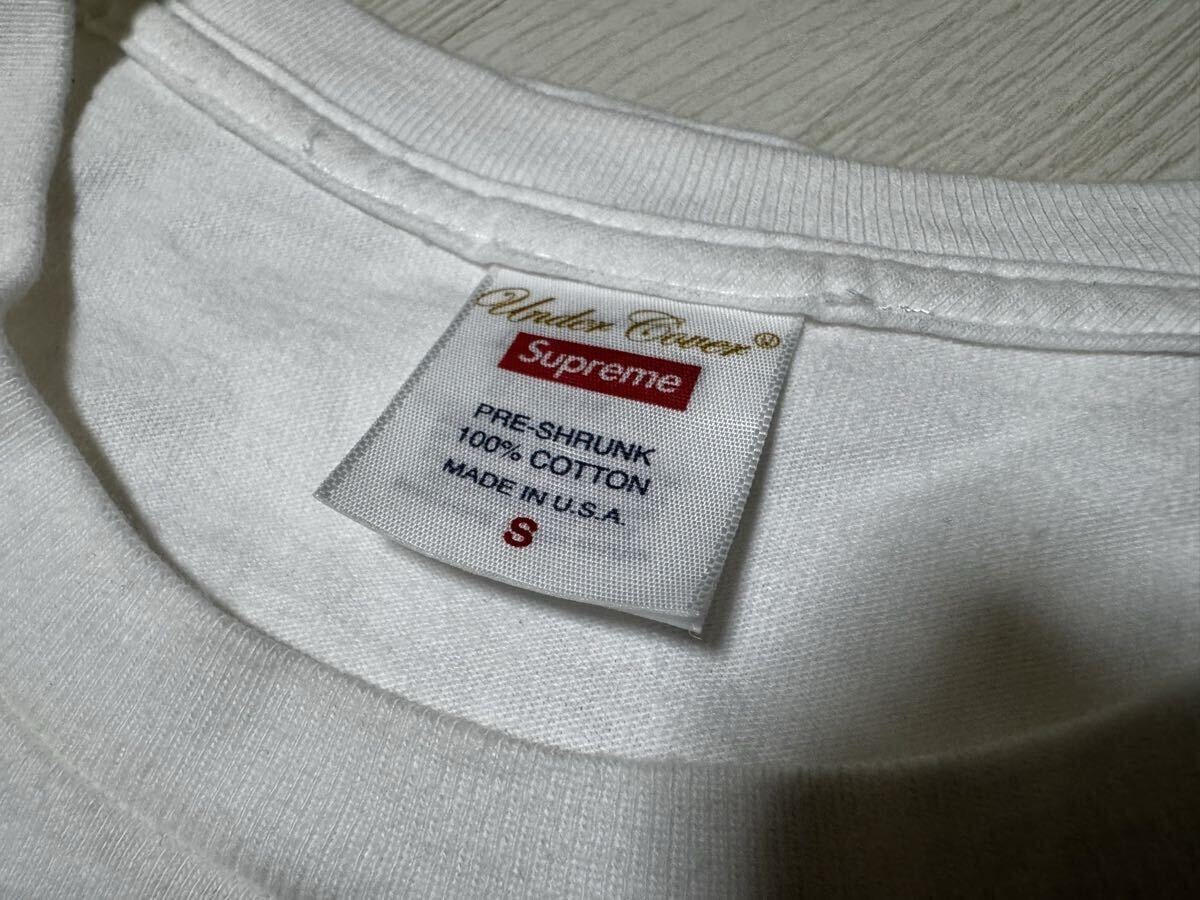 Under Cover®
Supreme
PRE-SHRUNK
100% COTTON
MADE IN U.S.A.
S